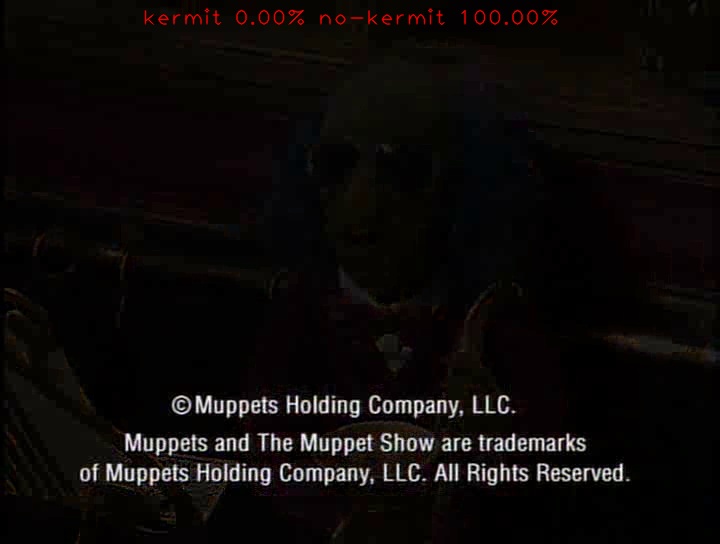 kermit 0.00% no-kermit 100.00%
©Muppets Holding Company, LLC.
Muppets and The Muppet Show are trademarks
of Muppets Holding Company, LLC. All Rights Reserved.